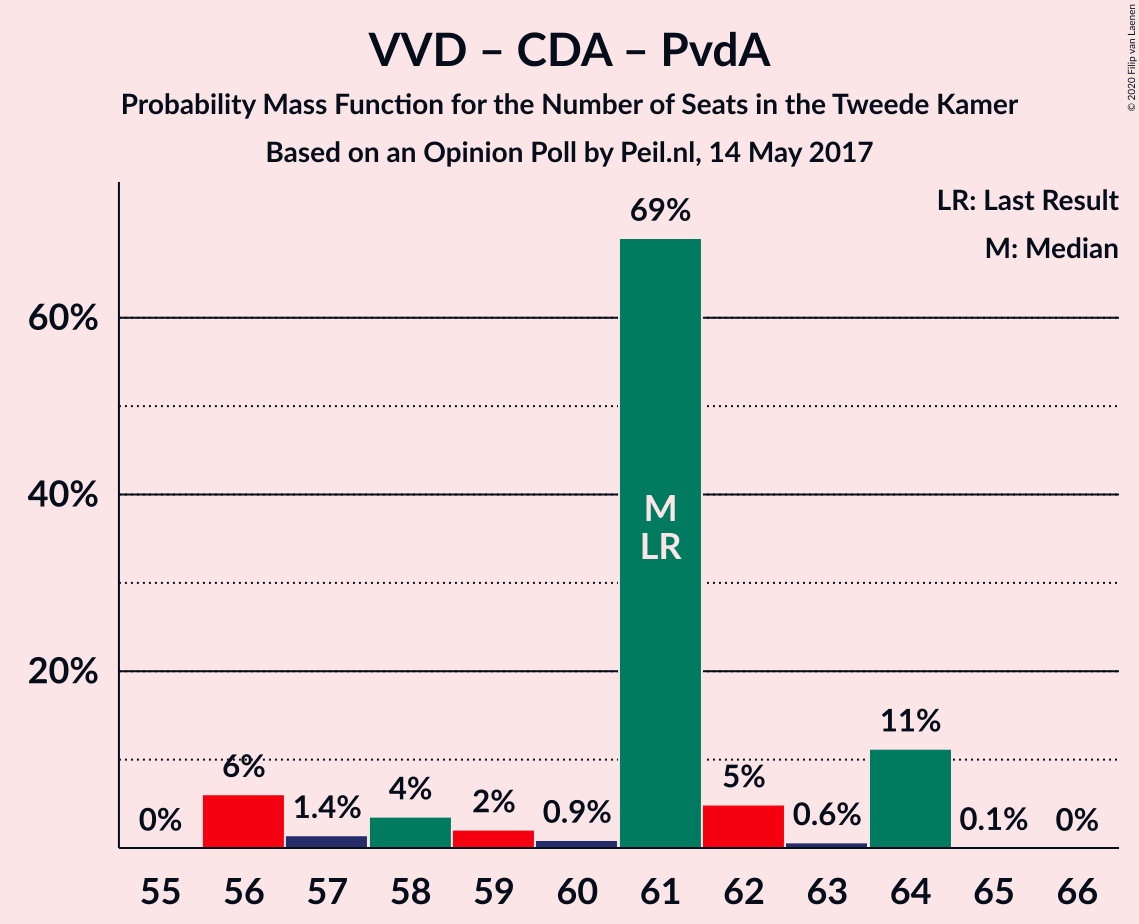 VVD – CDA – PvdA
Probability Mass Function for the Number of Seats in the Tweede Kamer
Based on an Opinion Poll by Peil.nl, 14 May 2017
© 2020 Filip van Laenen
LR: Last Result
M: Median
60%
40%
20%
0%
6%
1.4%
4%
2%
0.9%
69%
M
LR
5%
0.6%
11%
0.1%
0%
55 56 57 58 59 60 61 62 63 64 65 66